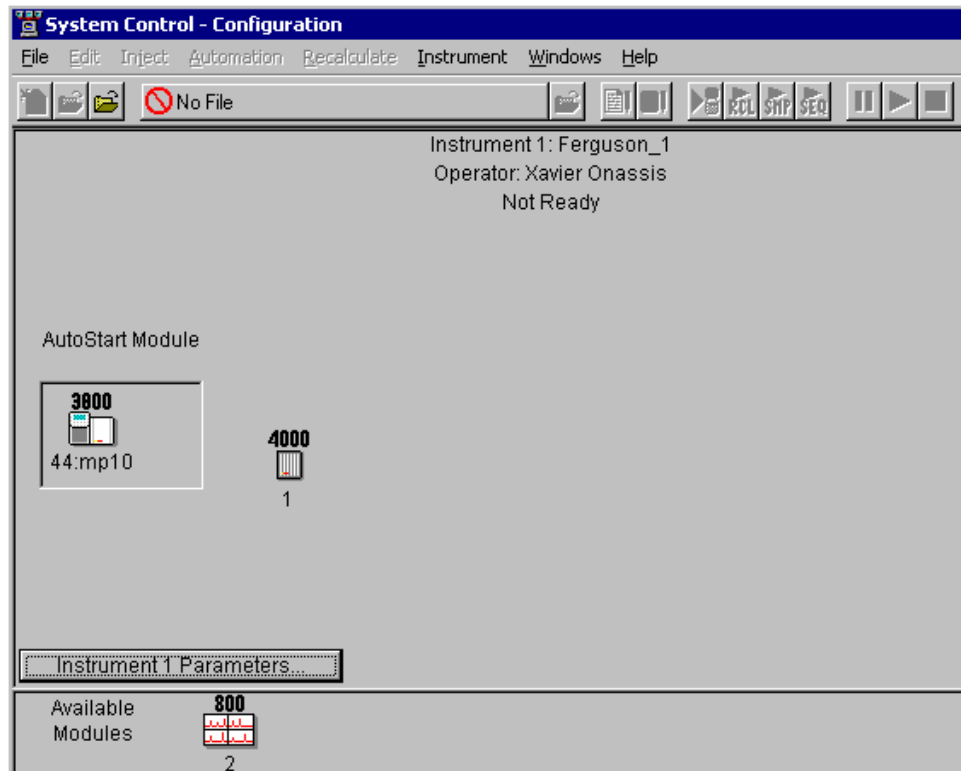 System Control - Configuration
File Edit Inject Automation Recalculate Instrument Windows Help
No File RCL SMP SEQ
Instrument 1: Ferguson_1
Operator: Xavier Onassis
Not Ready
AutoStart Module
3800
44:mp10
4000
1
Instrument 1 Parameters...
Available
Modules
800
2